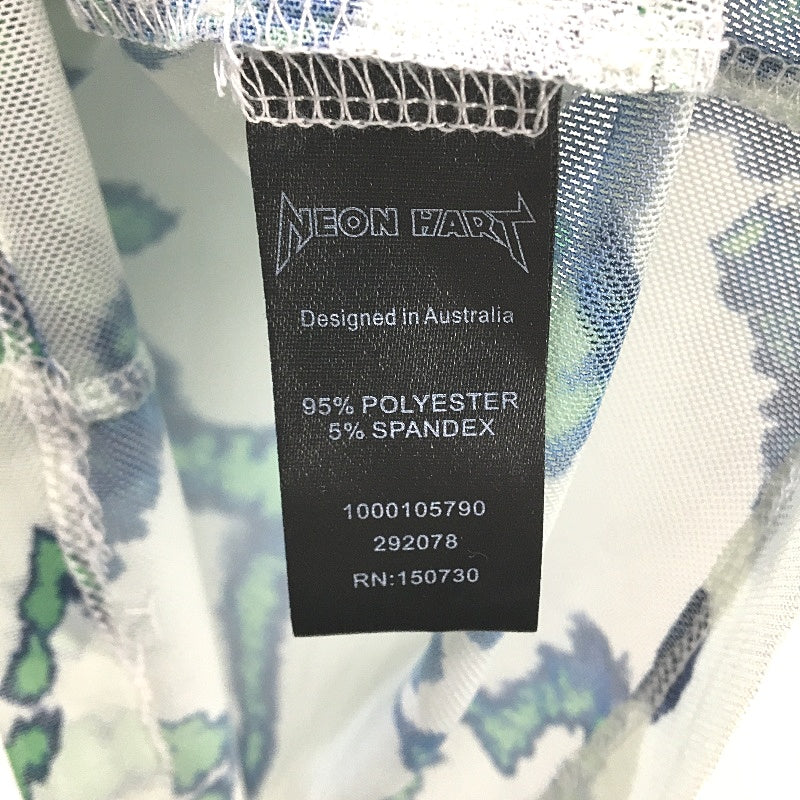 NEON HART
Designed in Australia
95% POLYESTER
5% SPANDEX
1000105790
292078
RN:150730